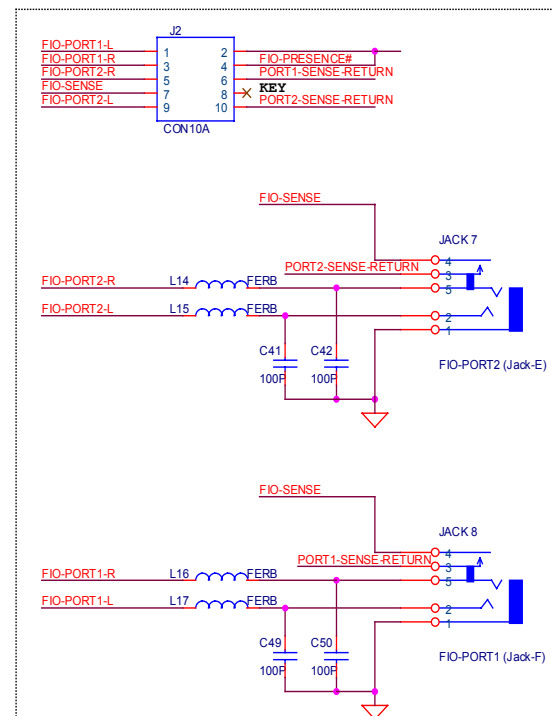 J2
FIO-PORT1-L 1 2
FIO-PORT1-R 3 4 FIO-PRESENCE#
FIO-PORT2-R 5 6 PORT1-SENSE-RETURN
FIO-SENSE 7 8 KEY
FIO-PORT2-L 9 10 PORT2-SENSE-RETURN
CON10A
FIO-SENSE
JACK 7
4
PORT2-SENSE-RETURN 3
FIO-PORT2-R L14 FERB 5
FIO-PORT2-L L15 FERB 2
1
C41 C42
100P 100P
FIO-PORT2 (Jack-E)
FIO-SENSE
JACK 8
4
PORT1-SENSE-RETURN 3
FIO-PORT1-R L16 FERB 5
FIO-PORT1-L L17 FERB 2
1
C49 C50
100P 100P
FIO-PORT1 (Jack-F)